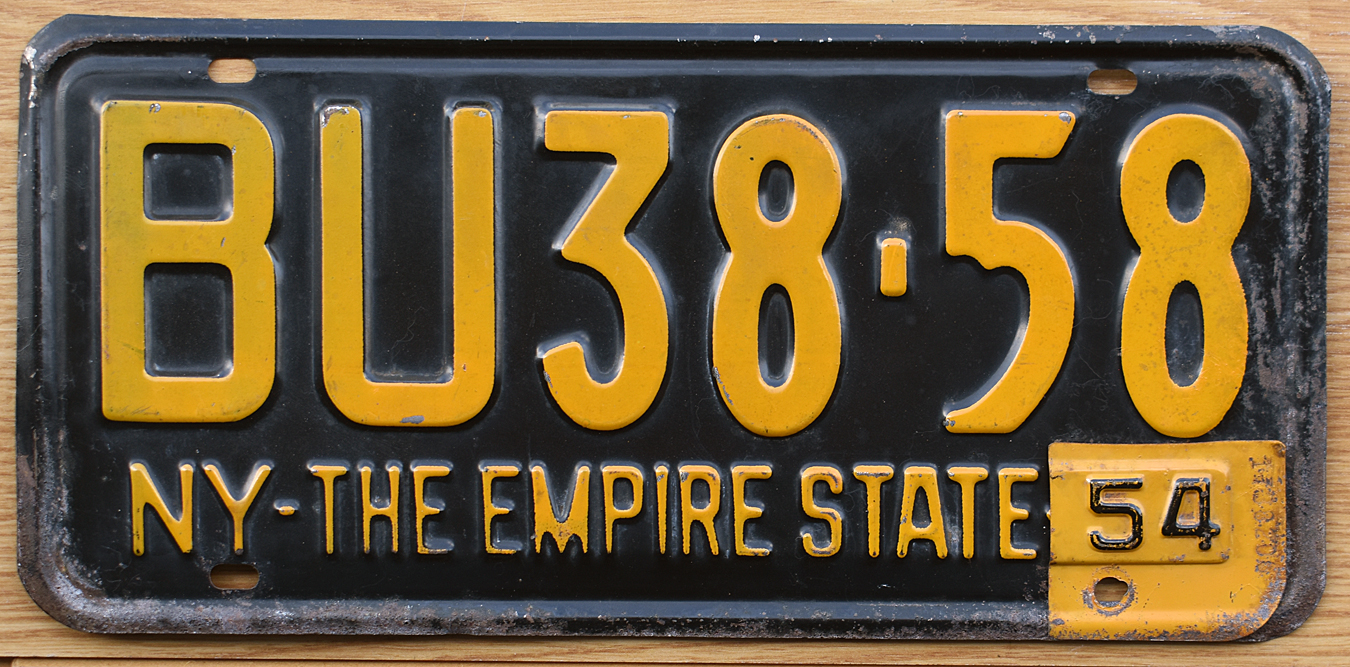 BU38-58
NY-THE EMPIRE STATE-
54